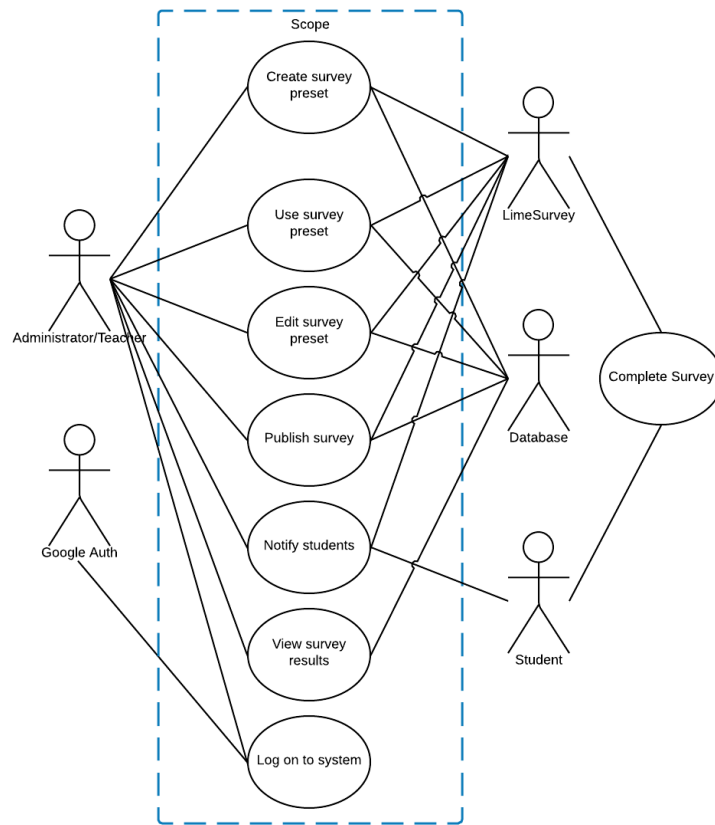 Scope
Create survey
preset
LimeSurvey
Use survey
preset
Administrator/Teacher
Edit survey
preset
Complete Survey
Publish survey
Database
Google Auth
Notify students
View survey
results
Student
Log on to system